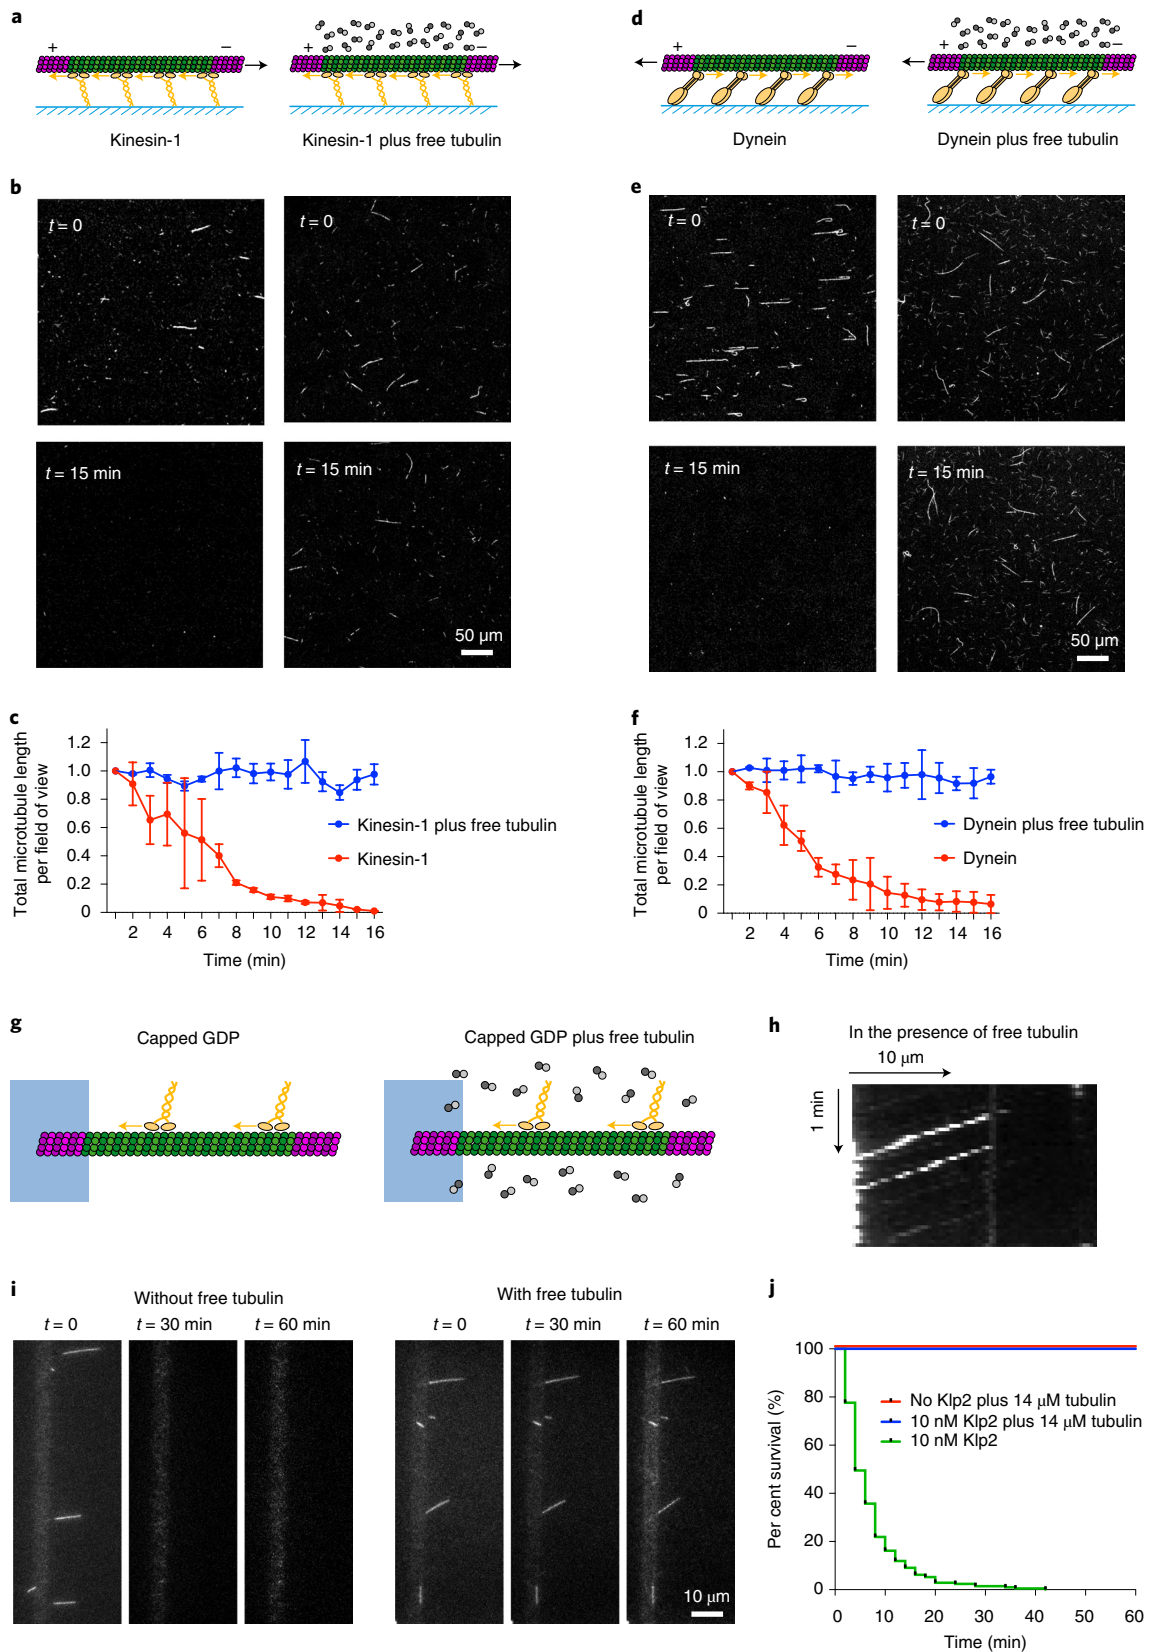 a
+ −
+ −
Kinesin-1
Kinesin-1 plus free tubulin
b
t = 0
t = 0
t = 15 min
t = 15 min
50 µm
c
Total microtubule length
per field of view
1.2
1.0
0.8
0.6
0.4
0.2
0
Kinesin-1 plus free tubulin
Kinesin-1
2 4 6 8 10 12 14 16
Time (min)
d
+ −
+ −
Dynein
Dynein plus free tubulin
e
t = 0
t = 0
t = 15 min
t = 15 min
50 µm
f
Total microtubule length
per field of view
1.2
1.0
0.8
0.6
0.4
0.2
0
Dynein plus free tubulin
Dynein
2 4 6 8 10 12 14 16
Time (min)
g
Capped GDP
Capped GDP plus free tubulin
h
In the presence of free tubulin
10 µm
1 min
i
Without free tubulin
t = 0 t = 30 min t = 60 min
With free tubulin
t = 0 t = 30 min t = 60 min
10 µm
j
Per cent survival (%)
100
80
60
40
20
0
No Klp2 plus 14 µM tubulin
10 nM Klp2 plus 14 µM tubulin
10 nM Klp2
0 10 20 30 40 50 60
Time (min)